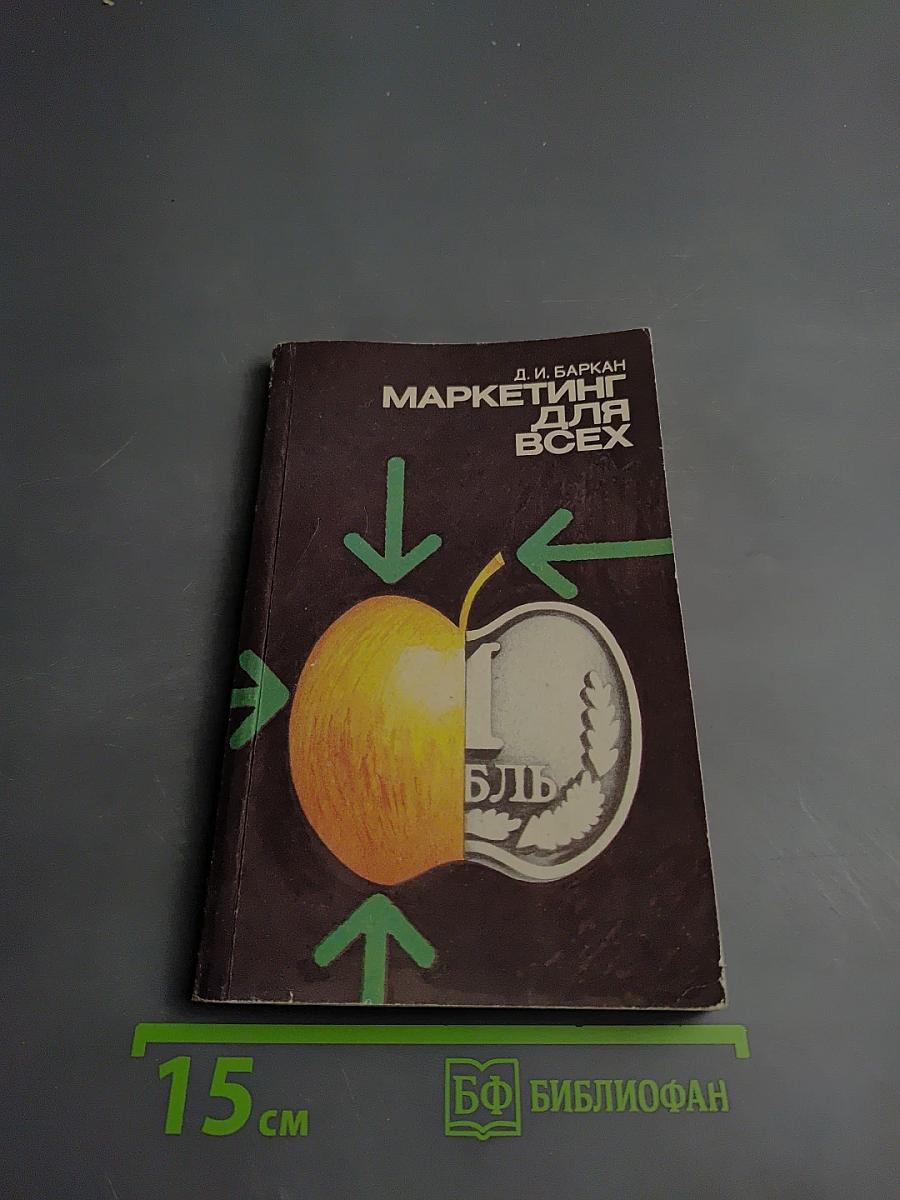 Д. И. БАРКАН
МАРКЕТИНГ
ДЛЯ
ВСЕХ
1
БЛЬ
15 см
БФ БИБЛИОФАН